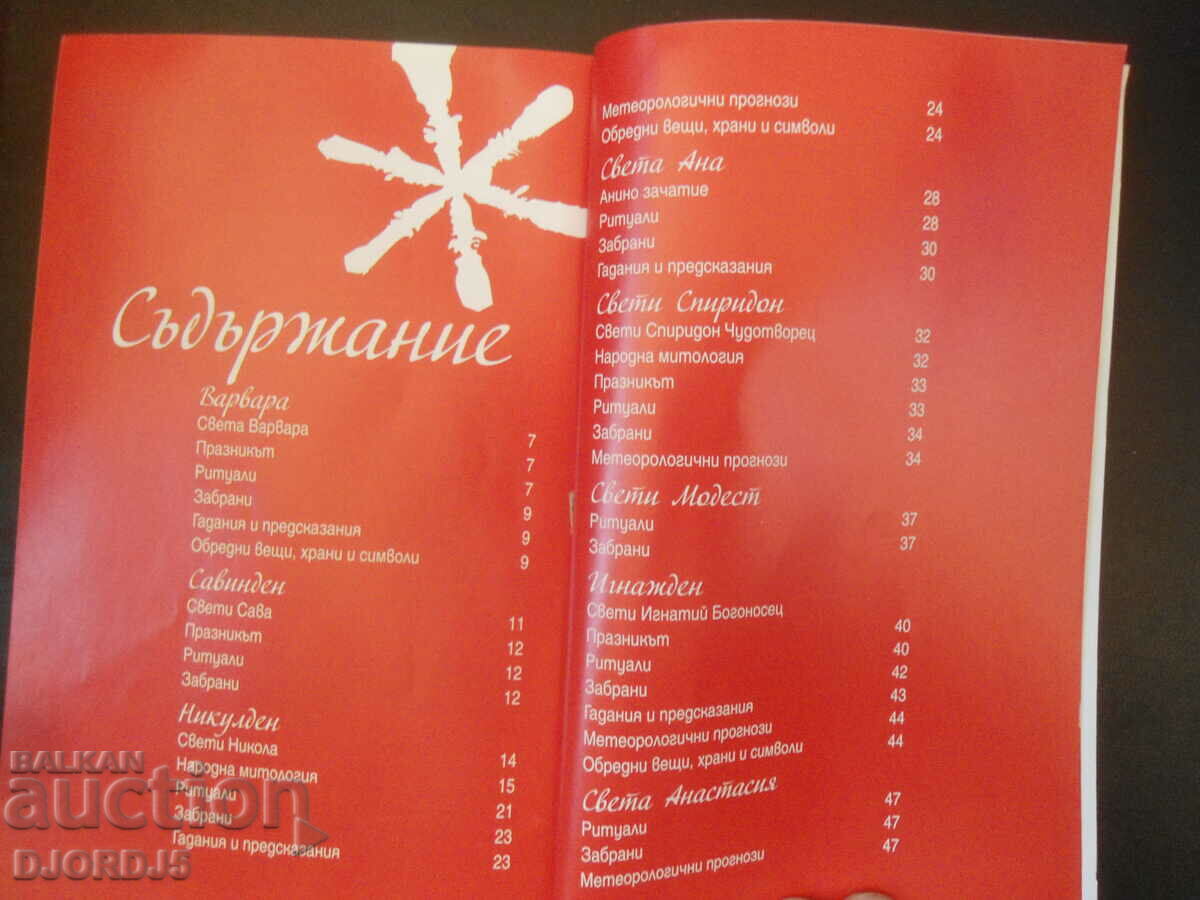 Съдържание
Варвара
Света Варвара 7
Празникът 7
Ритуали 7
Забрани 9
Гадания и предсказания 9
Обредни вещи, храни и символи 9
Савинден
Свети Сава 11
Празникът 12
Ритуали 12
Забрани 12
Никулден
Свети Никола 14
Народна митология 15
Ритуали 21
Забрани 23
Гадания и предсказания 23
Метеорологични прогнози 24
Обредни вещи, храни и символи 24
Света Ана
Анино зачатие 28
Ритуали 28
Забрани 30
Гадания и предсказания 30
Свети Спиридон
Свети Спиридон Чудотворец 32
Народна митология 32
Празникът 33
Ритуали 33
Забрани 34
Метеорологични прогнози 34
Свети Модест
Ритуали 37
Забрани 37
Игнажден
Свети Игнатий Богоносец 40
Празникът 40
Ритуали 42
Забрани 43
Гадания и предсказания 44
Метеорологични прогнози 44
Обредни вещи, храни и символи
Света Анастасия 47
Ритуали 47
Забрани 47
Метеорологични прогнози
BALKAN
auction
DJORDJ5